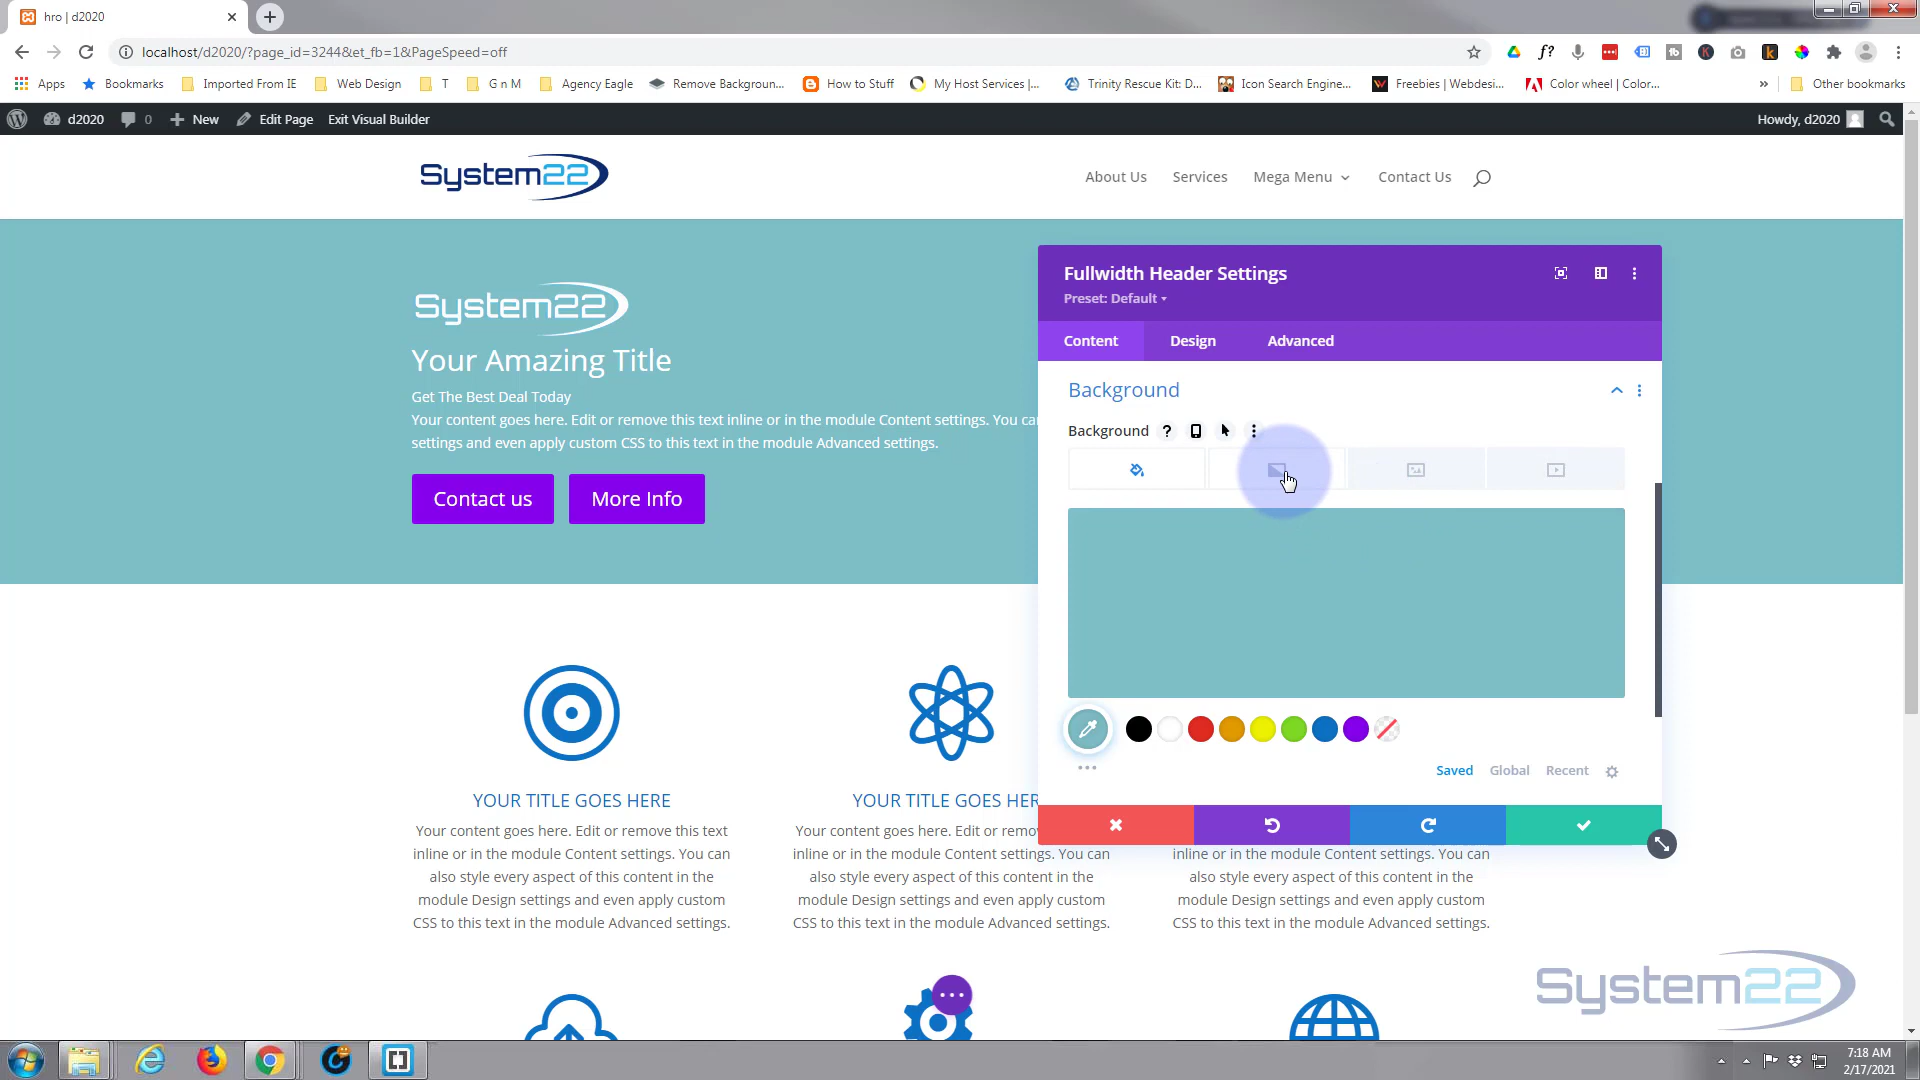 hro | d2020
localhost/d2020/?page_id=3244&et_fb=1&PageSpeed=off
Apps Bookmarks Imported From IE Web Design T G n M Agency Eagle Remove Backgroun... How to Stuff My Host Services |... Trinity Rescue Kit: D... Icon Search Engine... Freebies | Webdesi... Color wheel | Color... » Other bookmarks
d2020 0 New Edit Page Exit Visual Builder Howdy, d2020
System22 About Us Services Mega Menu Contact Us
System22
Your Amazing Title
Get The Best Deal Today
Your content goes here. Edit or remove this text inline or in the module Content settings. You
settings and even apply custom CSS to this text in the module Advanced settings.
Contact us More Info
Fullwidth Header Settings
Preset: Default
Content Design Advanced
Background
Background ?
Saved Global Recent
YOUR TITLE GOES HERE
Your content goes here. Edit or remove this text
inline or in the module Content settings. You can
also style every aspect of this content in the
module Design settings and even apply custom
CSS to this text in the module Advanced settings.
YOUR TITLE GOES HER
Your content goes here. Edit or remo
inline or in the module Content settings. You can
also style every aspect of this content in the
module Design settings and even apply custom
CSS to this text in the module Advanced settings.
inline or in the module Content settings. You can
also style every aspect of this content in the
module Design settings and even apply custom
CSS to this text in the module Advanced settings.
System22
7:18 AM
2/17/2021